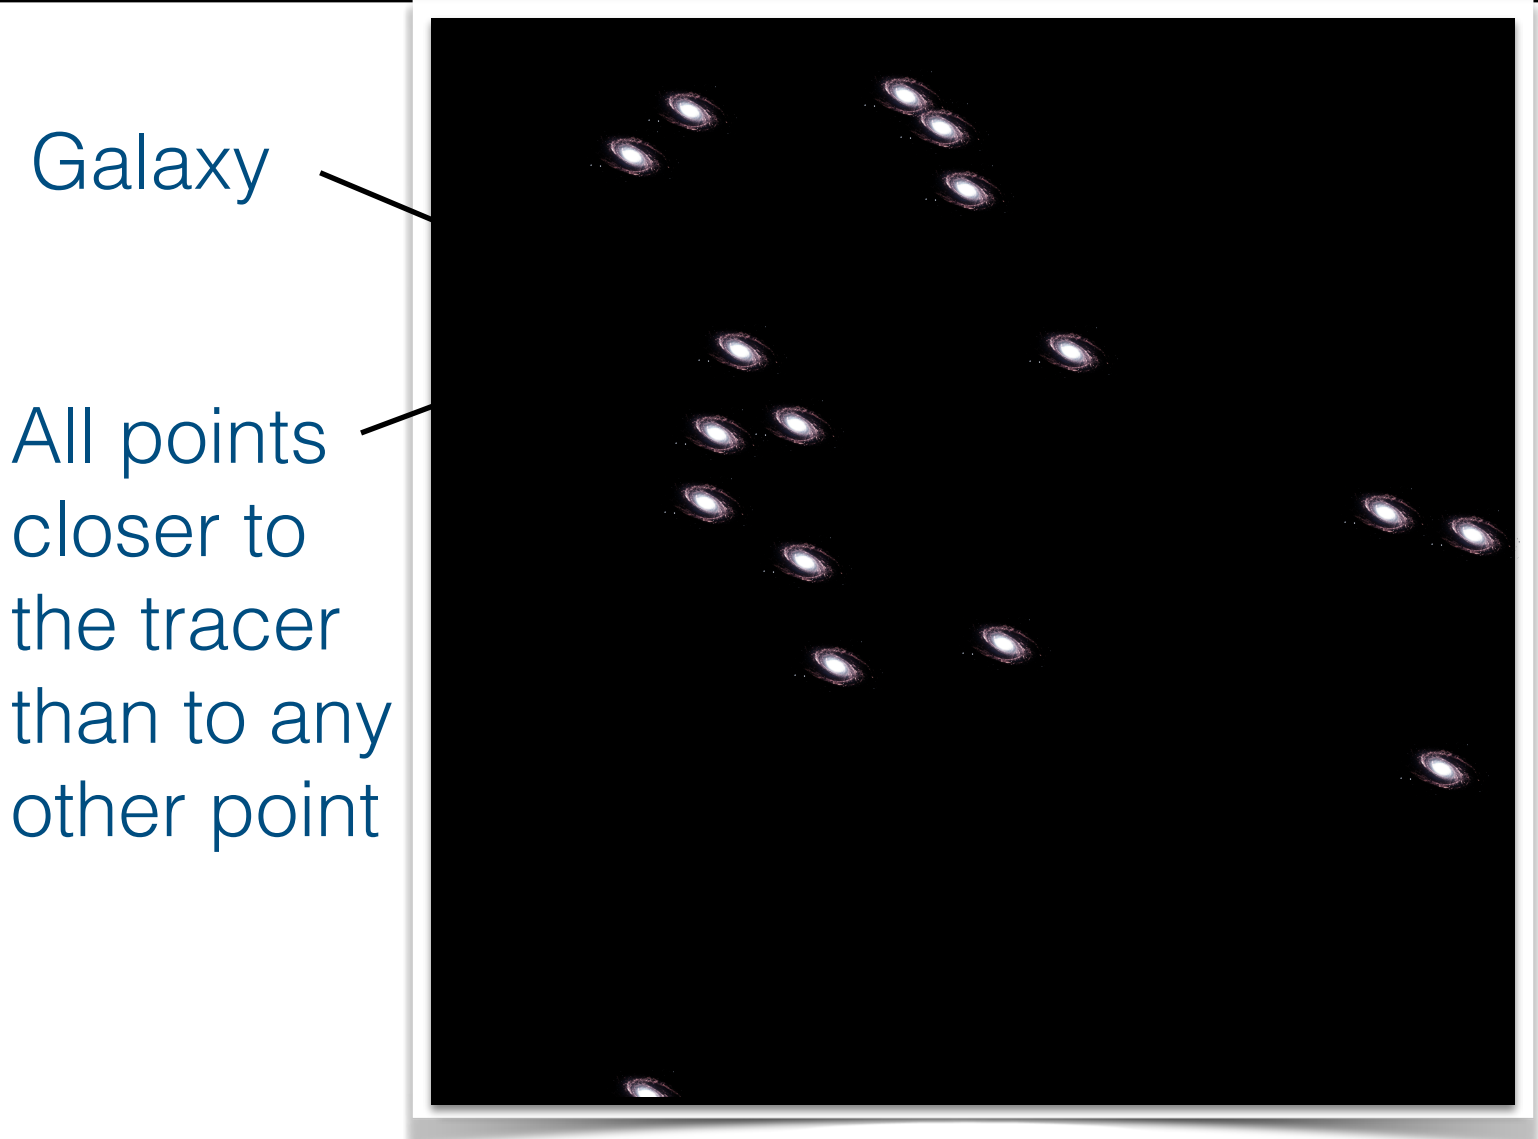 Galaxy
All points
closer to
the tracer
than to any
other point